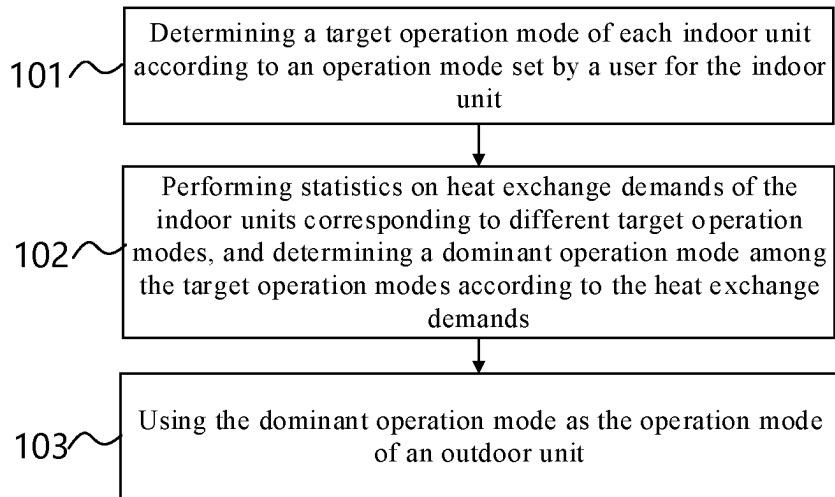 101
Determining a target operation mode of each indoor unit
according to an operation mode set by a user for the indoor
unit
102
Performing statistics on heat exchange demands of the
indoor units corresponding to different target operation
modes, and determining a dominant operation mode among
the target operation modes according to the heat exchange
demands
103
Using the dominant operation mode as the operation mode
of an outdoor unit